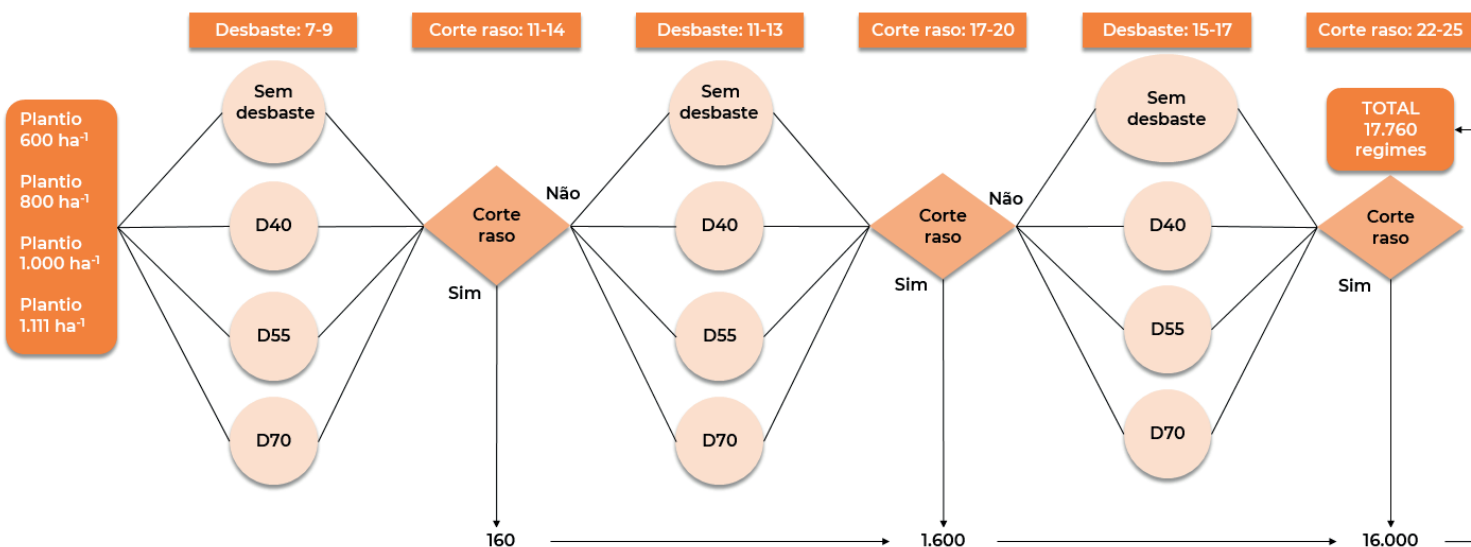 Desbaste: 7-9
Corte raso: 11-14
Desbaste: 11-13
Corte raso: 17-20
Desbaste: 15-17
Corte raso: 22-25
Plantio
600 ha⁻¹
Plantio
800 ha⁻¹
Plantio
1.000 ha⁻¹
Plantio
1.111 ha⁻¹
Sem
desbaste
D40
D55
D70
Corte
raso
Não
Sim
Sem
desbaste
D40
D55
D70
Corte
raso
Não
Sim
Sem
desbaste
D40
D55
D70
TOTAL
17.760
regimes
Corte
raso
Sim
160
1.600
16.000